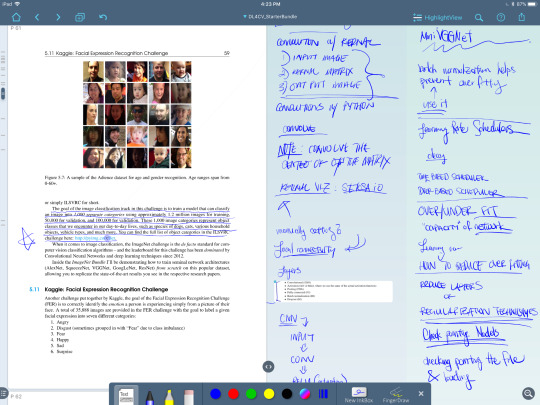 iPad
4:23 PM
87%
DL4CV_StarterBundle
HighlightView
P 61
5.11 Kaggle: Facial Expression Recognition Challenge 59
Figure 5.7: A sample of the Adience dataset for age and gender recognition. Age ranges span from
0-60+.
or simply ILSVRC for short.
The goal of the image classification track in this challenge is to train a model that can classify
an image into 1,000 separate categories using approximately 1.2 million images for training,
50,000 for validation, and 100,000 for testing. These 1,000 image categories represent object
classes that we encounter in our day-to-day lives, such as species of dogs, cats, various household
objects, vehicle types, and much more. You can find the full list of object categories in the ILSVRC
challenge here:
When it comes to image classification, the ImageNet challenge is the de facto standard for com-
puter vision classification algorithms – and the leaderboard for this challenge has been dominated by
Convolutional Neural Networks and deep learning techniques since 2012.
Inside the ImageNet Bundle I'll be demonstrating how to train seminal network architectures
(AlexNet, SqueezeNet, VGGNet, GoogLeNet, ResNet) from scratch on this popular dataset,
allowing you to replicate the state-of-the-art results you see in the respective research papers.
5.11 Kaggle: Facial Expression Recognition Challenge
Another challenge put together by Kaggle, the goal of the Facial Expression Recognition Challenge
(FER) is to correctly identify the emotion a person is experiencing simply from a picture of their
face. A total of 35,888 images are provided in the FER challenge with the goal to label a given
facial expression into seven different categories:
1. Angry
2. Disgust (sometimes grouped in with "Fear" due to class imbalance)
3. Fear
4. Happy
5. Sad
6. Surprise
P 62
CONVOLUTION w/ KERNAL
1) INPUT IMAGE
2) KERNAL MATRIX
3) OUTPUT IMAGE
CONVOLUTIONS w/ PYTHON
CONVOLVE
NOTE: CONVOLVE THE
CENTER OF THE MATRIX
KERNAL VIZ: SETOSA.IO
local connectivity
layers
CNN
INPUT
CONV
MiniVGGNet
batch normalization helps
prevent over fitting
use it
Learning Rate Schedulers
decay
OVER/UNDER FIT
"capacity of network"
HOW TO REDUCE OVER FITTING
REDUCE LAYERS
or
REGULARIZATION TECHNIQUES
Check pointing Models
checking pointing the file
& loading
Text
New InkBox
FingerDraw